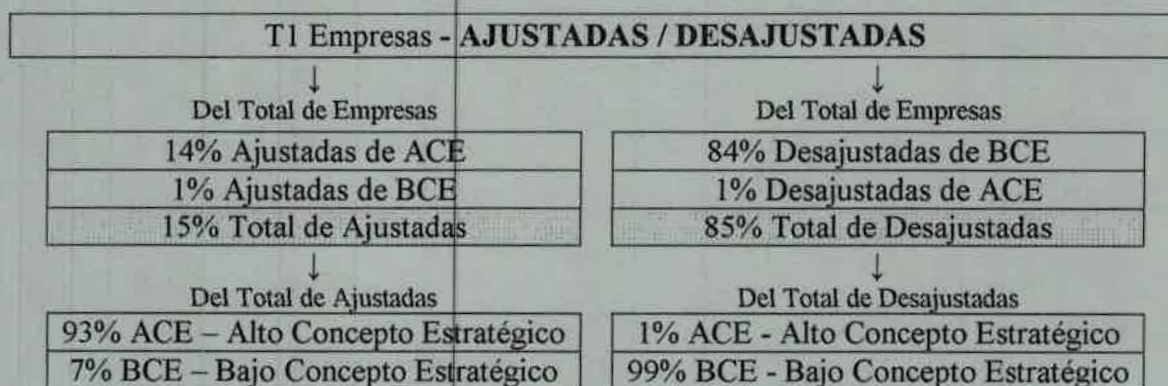 T1 Empresas - AJUSTADAS / DESAJUSTADAS
↓ ↓
Del Total de Empresas Del Total de Empresas
14% Ajustadas de ACE 84% Desajustadas de BCE
1% Ajustadas de BCE 1% Desajustadas de ACE
15% Total de Ajustadas 85% Total de Desajustadas
↓ ↓
Del Total de Ajustadas Del Total de Desajustadas
93% ACE – Alto Concepto Estratégico 1% ACE - Alto Concepto Estratégico
7% BCE – Bajo Concepto Estratégico 99% BCE - Bajo Concepto Estratégico